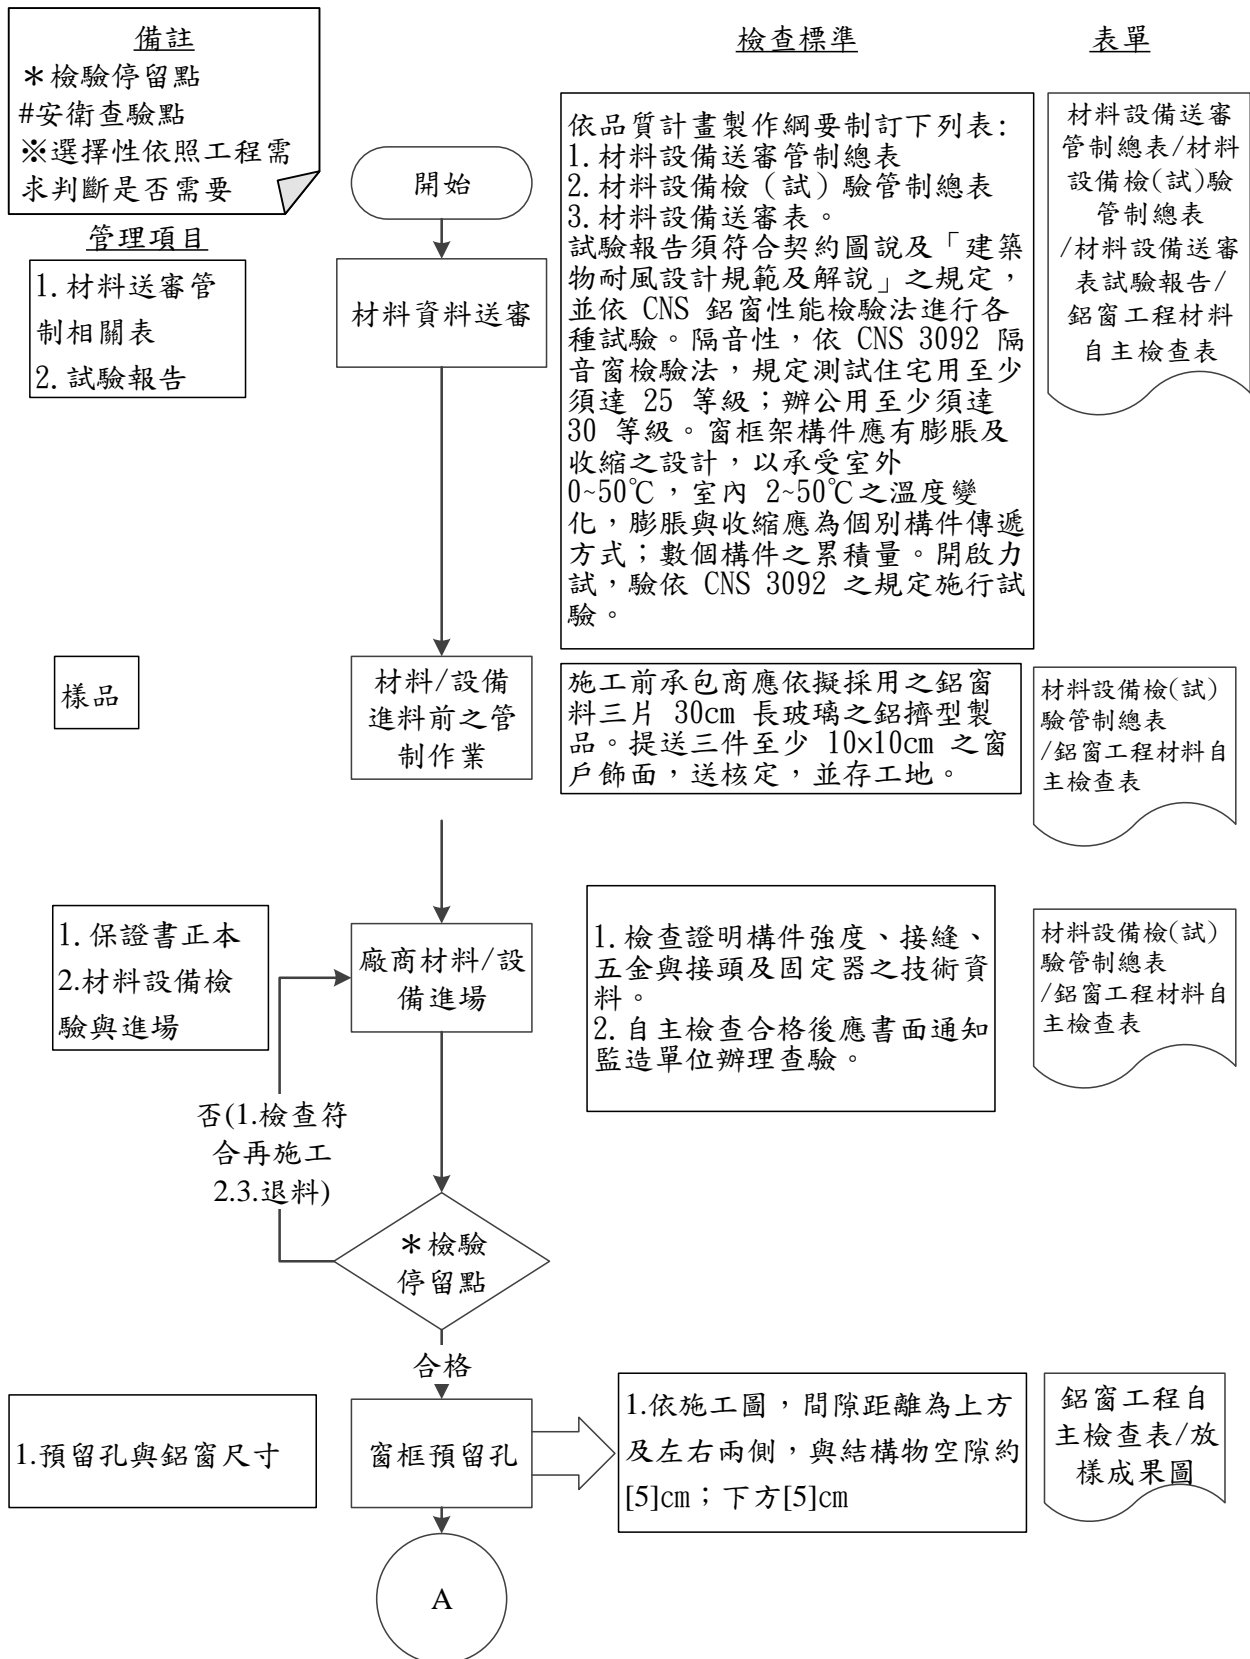 備註
＊檢驗停留點
#安衛查驗點
※選擇性依照工程需
求判斷是否需要
檢查標準
表單
管理項目
開始
1.材料送審管
制相關表
2.試驗報告
材料資料送審
依品質計畫製作綱要制訂下列表:
1.材料設備送審管制總表
2.材料設備檢（試）驗管制總表
3.材料設備送審表。
試驗報告須符合契約圖說及「建築
物耐風設計規範及解說」之規定，
並依 CNS 鋁窗性能檢驗法進行各
種試驗。隔音性，依 CNS 3092 隔
音窗檢驗法，規定測試住宅用至少
須達 25 等級；辦公用至少須達
30 等級。窗框架構件應有膨脹及
收縮之設計，以承受室外
0~50℃，室內 2~50℃之溫度變
化，膨脹與收縮應為個別構件傳遞
方式；數個構件之累積量。開啟力
試，驗依 CNS 3092 之規定施行試
驗。
材料設備送審
管制總表/材料
設備檢(試)驗
管制總表
/材料設備送審
表試驗報告/
鋁窗工程材料
自主檢查表
樣品
材料/設備
進料前之管
制作業
施工前承包商應依擬採用之鋁窗
料三片 30cm 長玻璃之鋁擠型製
品。提送三件至少 10×10cm 之窗
戶飾面，送核定，並存工地。
材料設備檢(試)
驗管制總表
/鋁窗工程材料自
主檢查表
1.保證書正本
2.材料設備檢
驗與進場
廠商材料/設
備進場
1.檢查證明構件強度、接縫、
五金與接頭及固定器之技術資
料。
2.自主檢查合格後應書面通知
監造單位辦理查驗。
材料設備檢(試)
驗管制總表
/鋁窗工程材料自
主檢查表
否(1.檢查符
合再施工
2.3.退料)
＊檢驗
停留點
合格
1.預留孔與鋁窗尺寸
窗框預留孔
1.依施工圖，間隙距離為上方
及左右兩側，與結構物空隙約
[5]cm；下方[5]cm
鋁窗工程自
主檢查表/放
樣成果圖
A